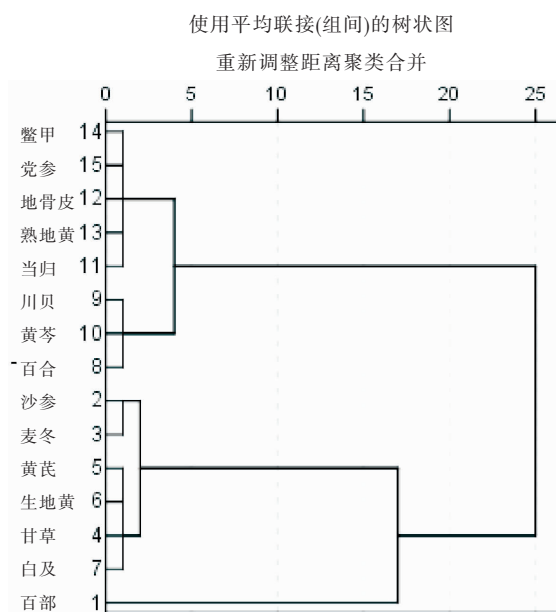 使用平均联接(组间)的树状图
重新调整距离聚类合并
0 5 10 15 20 25
鳖甲 14
党参 15
地骨皮 12
熟地黄 13
当归 11
川贝 9
黄芩 10
百合 8
沙参 2
麦冬 3
黄芪 5
生地黄 6
甘草 4
白及 7
百部 1